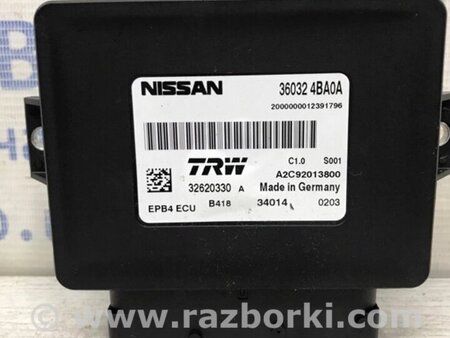 NISSAN 36032 4BA0A
2000000012391796
TRW C1.0 S001
A2C92013800
32620330 A Made in Germany
EPB4 ECU B418 34014 0203
www.razborki.com